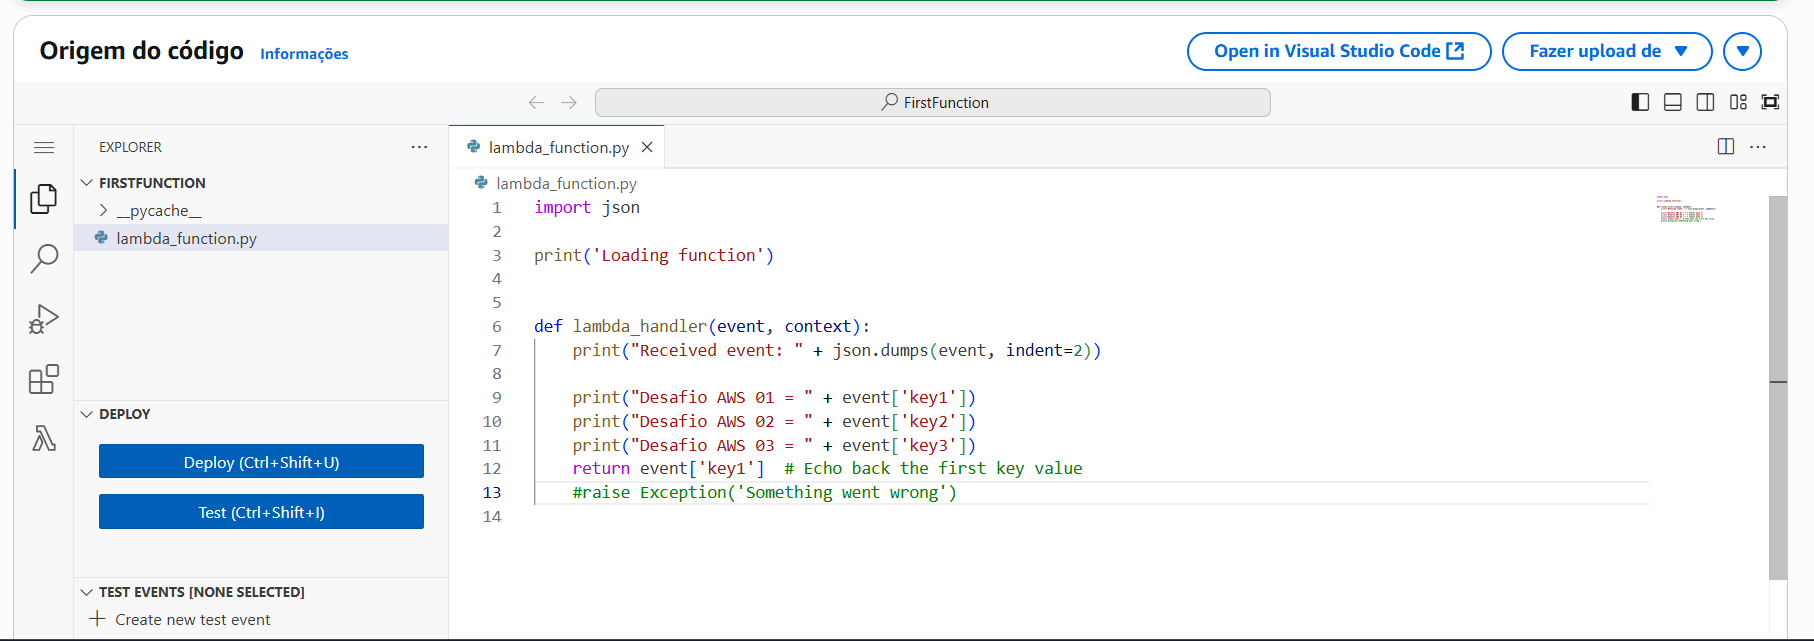 Origem do código Informações
Open in Visual Studio Code
Fazer upload de
FirstFunction
EXPLORER
FIRSTFUNCTION
__pycache__
lambda_function.py
DEPLOY
Deploy (Ctrl+Shift+U)
Test (Ctrl+Shift+I)
TEST EVENTS [NONE SELECTED]
Create new test event
lambda_function.py
lambda_function.py
1 import json
2
3 print('Loading function')
4
5
6 def lambda_handler(event, context):
7     print("Received event: " + json.dumps(event, indent=2))
8
9     print("Desafio AWS 01 = " + event['key1'])
10     print("Desafio AWS 02 = " + event['key2'])
11     print("Desafio AWS 03 = " + event['key3'])
12     return event['key1']  # Echo back the first key value
13     #raise Exception('Something went wrong')
14